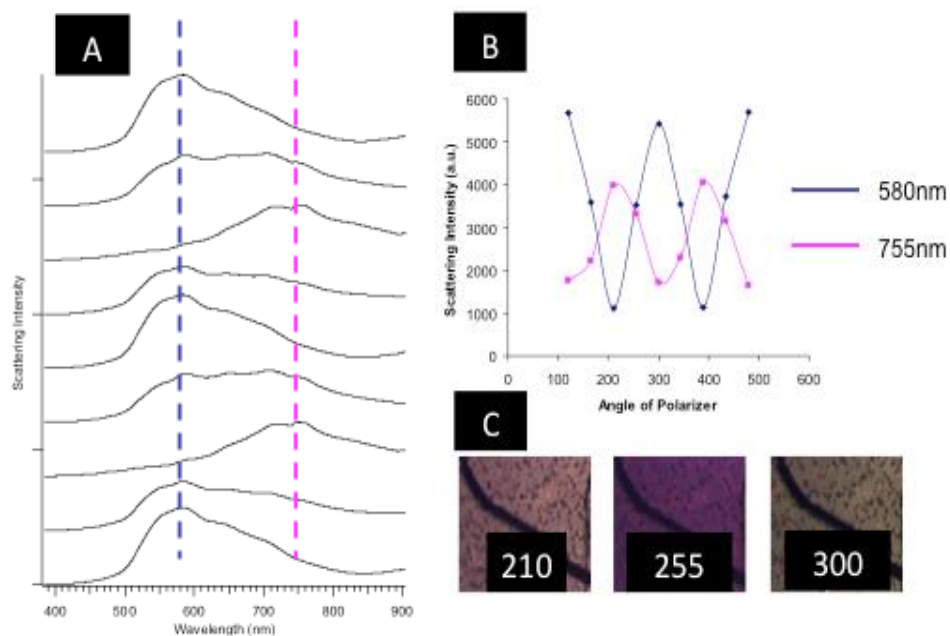 A
Scattering Intensity
400 500 600 700 800 900
Wavelength (nm)
B
6000
5000
4000
3000
2000
1000
0
Scattering Intensity (a.u.)
0 100 200 300 400 500 600
Angle of Polarizer
580nm
755nm
C
210 255 300